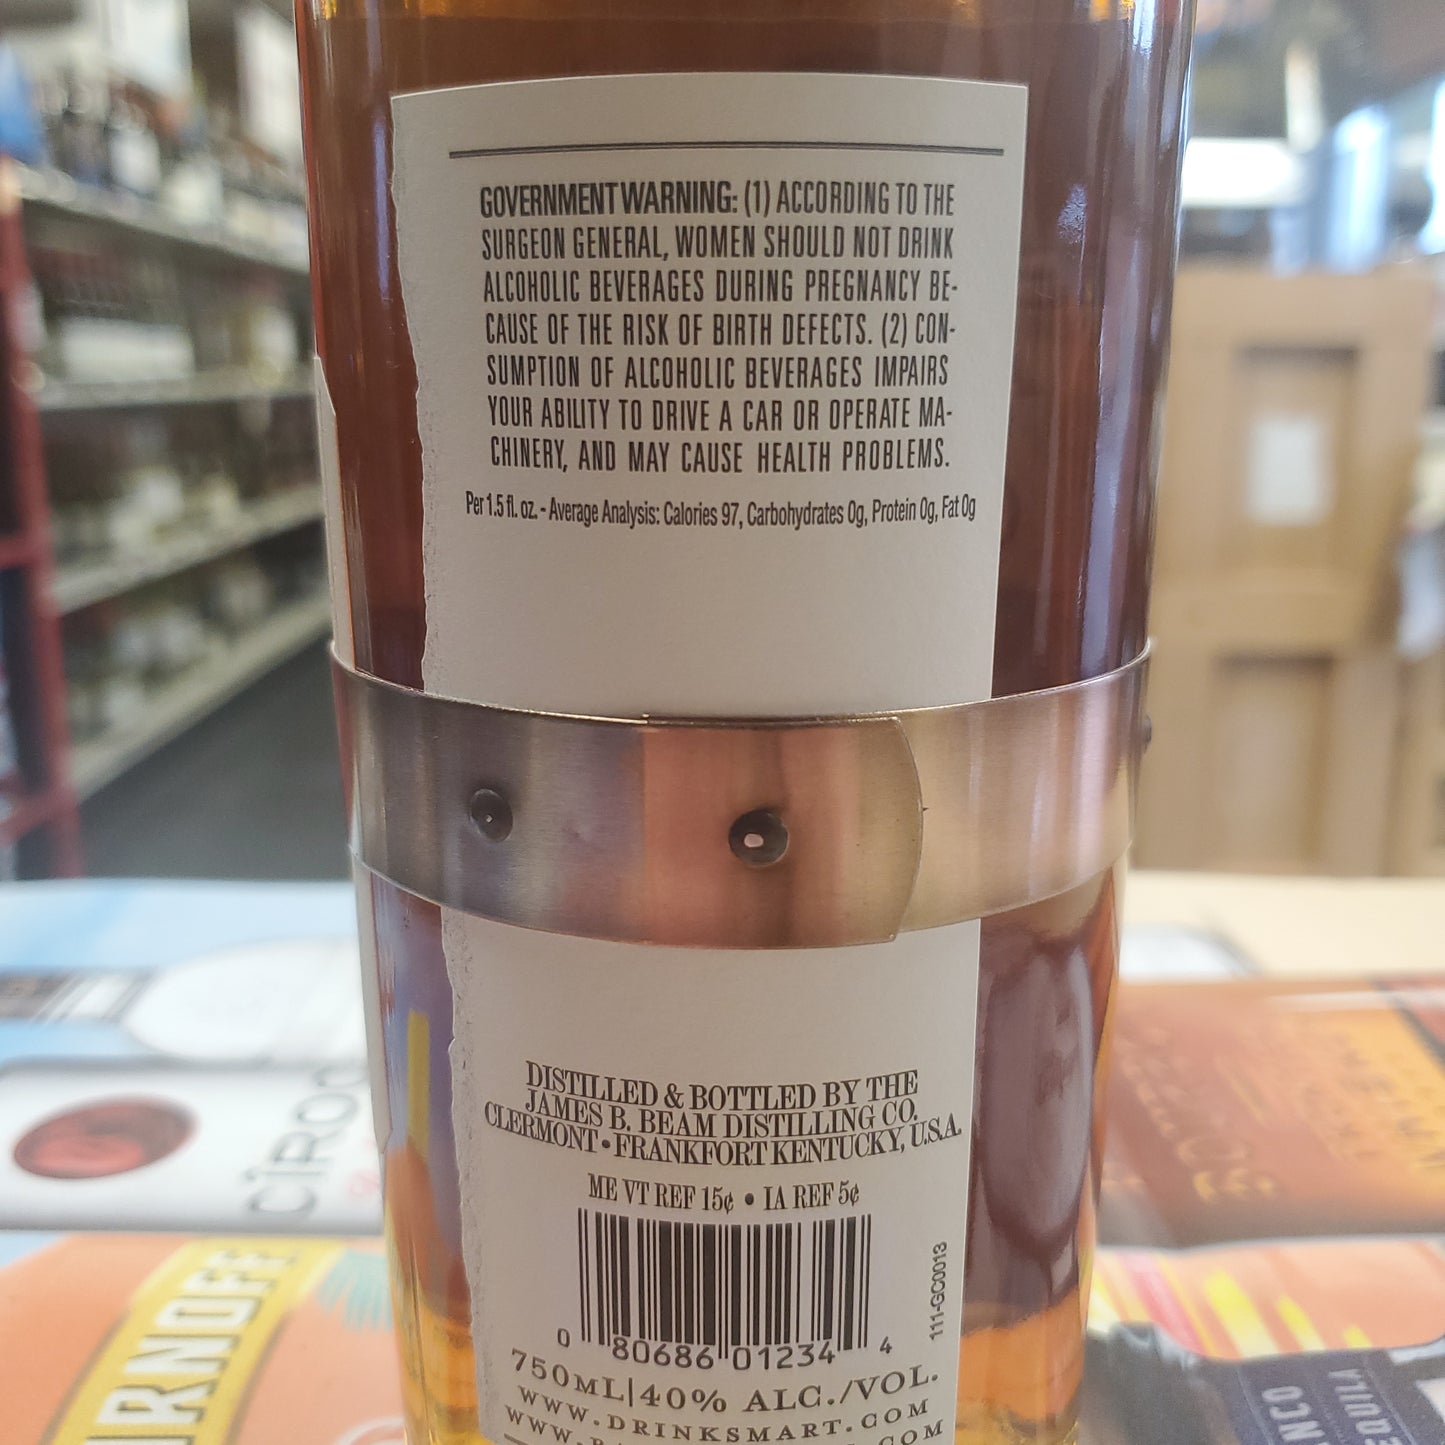 GOVERNMENT WARNING: (1) ACCORDING TO THE
SURGEON GENERAL, WOMEN SHOULD NOT DRINK
ALCOHOLIC BEVERAGES DURING PREGNANCY BE-
CAUSE OF THE RISK OF BIRTH DEFECTS. (2) CON-
SUMPTION OF ALCOHOLIC BEVERAGES IMPAIRS
YOUR ABILITY TO DRIVE A CAR OR OPERATE MA-
CHINERY, AND MAY CAUSE HEALTH PROBLEMS.
Per 1.5 fl. oz. - Average Analysis: Calories 97, Carbohydrates 0g, Protein 0g, Fat 0g
DISTILLED & BOTTLED BY THE
JAMES B. BEAM DISTILLING CO.
CLERMONT • FRANKFORT KENTUCKY, U.S.A.
ME VT REF 15¢ • IA REF 5¢
111-GC0013
0 80686 01234 4
750ML|40% ALC./VOL.
WWW.DRINKSMART.COM
CÎROC
RNOFF
NCO
EQUILA